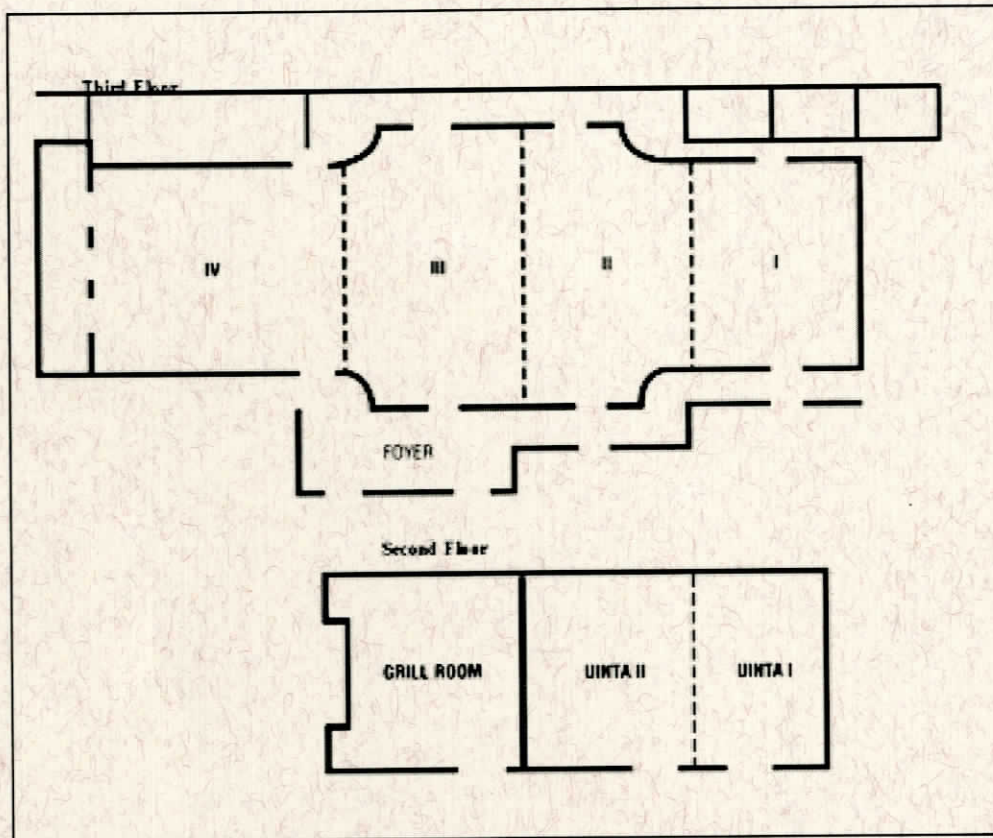 Third Floor
IV
III
II
I
FOYER
Second Floor
GRILL ROOM
UINTA II
UINTA I